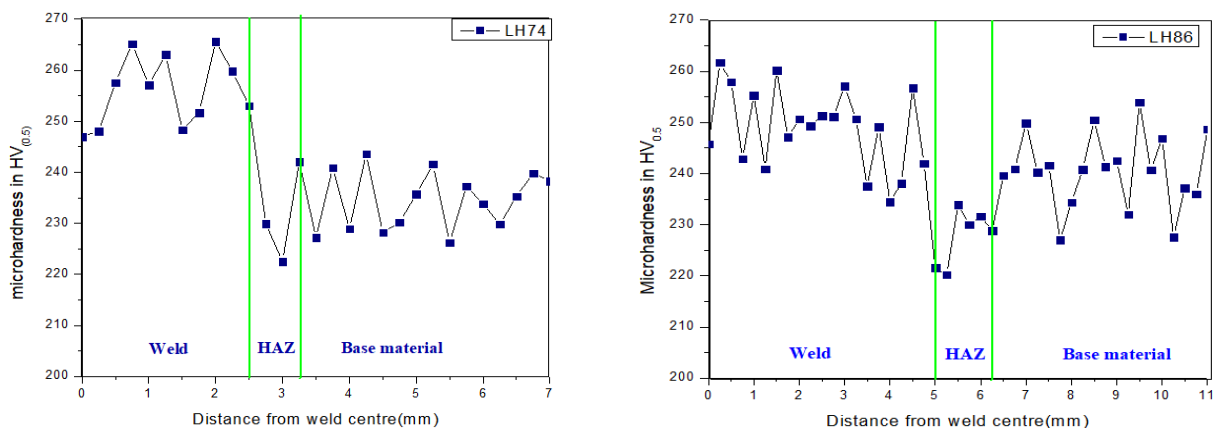 270
260
250
240
230
220
210
200
microhardness in HV(0.5)
LH74
Weld
HAZ
Base material
0 1 2 3 4 5 6 7
Distance from weld centre(mm)
270
260
250
240
230
220
210
200
Microhardness in HV0.5
LH86
Weld
HAZ
Base material
0 1 2 3 4 5 6 7 8 9 10 11
Distance from weld centre(mm)